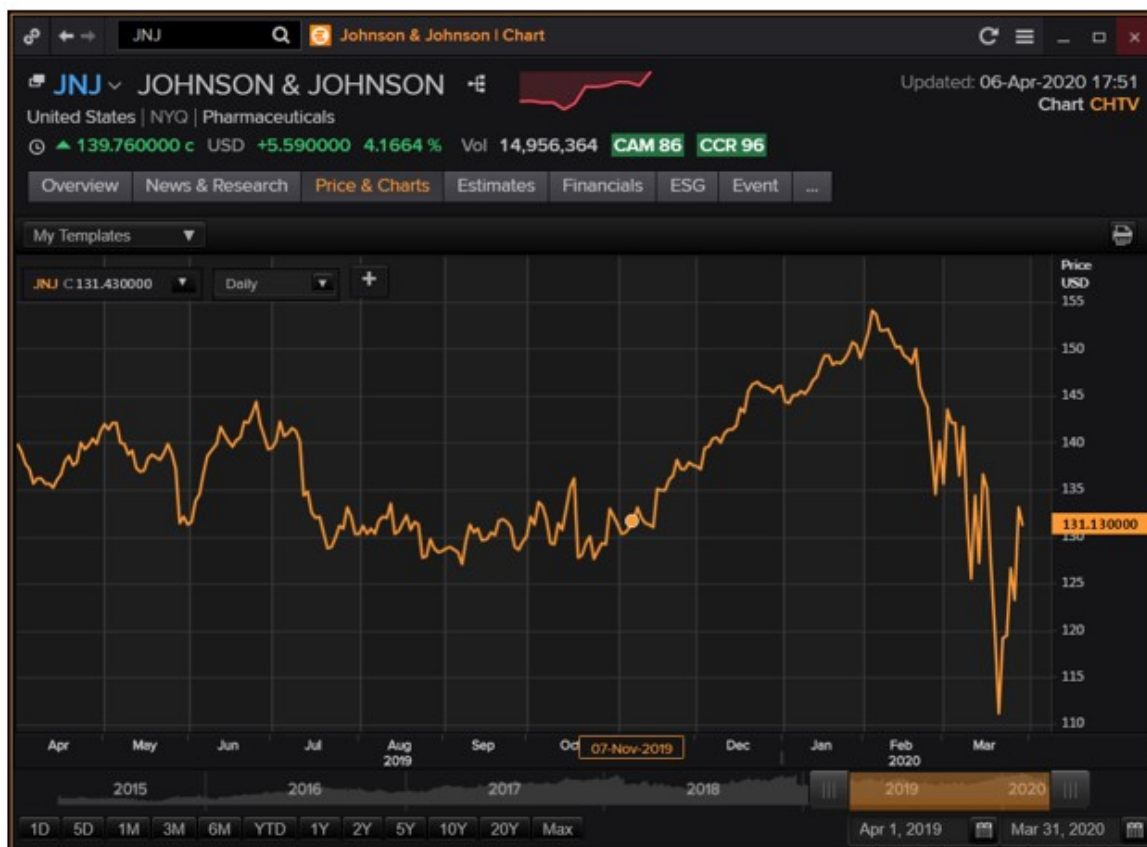 JNJ Johnson & Johnson | Chart
JNJ JOHNSON & JOHNSON
Updated: 06-Apr-2020 17:51
United States | NYQ | Pharmaceuticals
Chart CHTV
139.760000 c USD +5.590000 4.1664 % Vol 14,956,364 CAM 86 CCR 96
Overview News & Research Price & Charts Estimates Financials ESG Event ...
My Templates
JNJ C 131.430000 Daily +
Price
USD
155
150
145
140
135
131.130000
130
125
120
115
110
Apr May Jun Jul Aug Sep Oct 07-Nov-2019 Dec Jan Feb Mar
2019 2020
2015 2016 2017 2018 2019 2020
1D 5D 1M 3M 6M YTD 1Y 2Y 5Y 10Y 20Y Max Apr 1, 2019 Mar 31, 2020